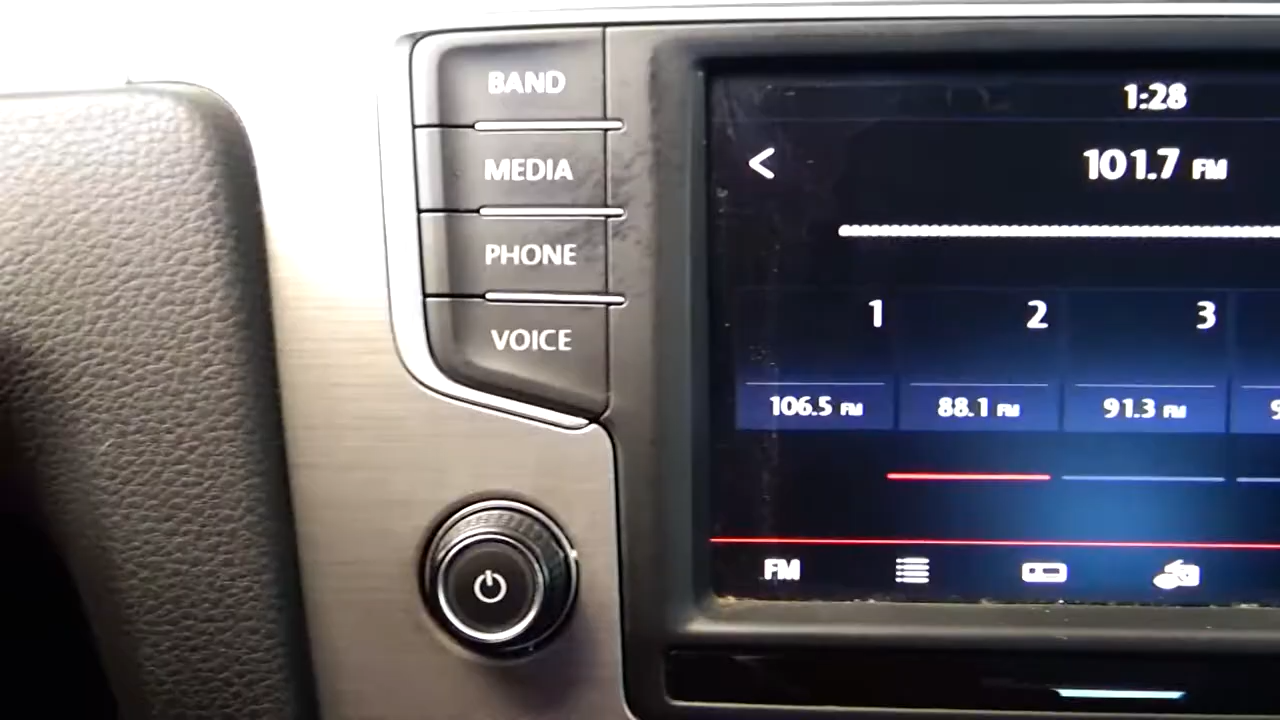 BAND
MEDIA
PHONE
VOICE
1:28
<
101.7 FM
1 2 3
106.5 FM 88.1 FM 91.3 FM 9
FM